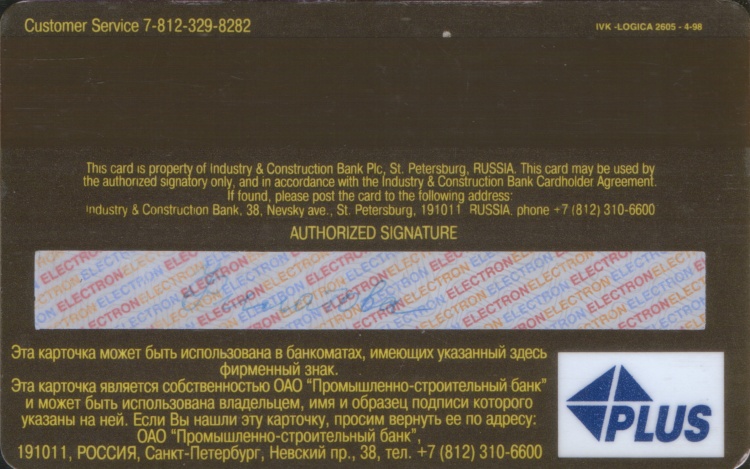 Customer Service 7-812-329-8282
IVK -LOGICA 2605 - 4-98
This card is property of Industry & Construction Bank Plc, St. Petersburg, RUSSIA. This card may be used by
the authorized signatory only, and in accordance with the Industry & Construction Bank Cardholder Agreement.
If found, please post the card to the following address:
Industry & Construction Bank, 38, Nevsky ave., St. Petersburg, 191011 RUSSIA. phone +7 (812) 310-6600
AUTHORIZED SIGNATURE
ELECTRON ELECTRON ELECTRON ELECTRON ELECTRON ELECTRON
Эта карточка может быть использована в банкоматах, имеющих указанный здесь
фирменный знак.
Эта карточка является собственностью ОАО "Промышленно-строительный банк"
и может быть использована владельцем, имя и образец подписи которого
указаны на ней. Если Вы нашли эту карточку, просим вернуть ее по адресу:
ОАО "Промышленно-строительный банк",
191011, РОССИЯ, Санкт-Петербург, Невский пр., 38, тел. +7 (812) 310-6600
PLUS